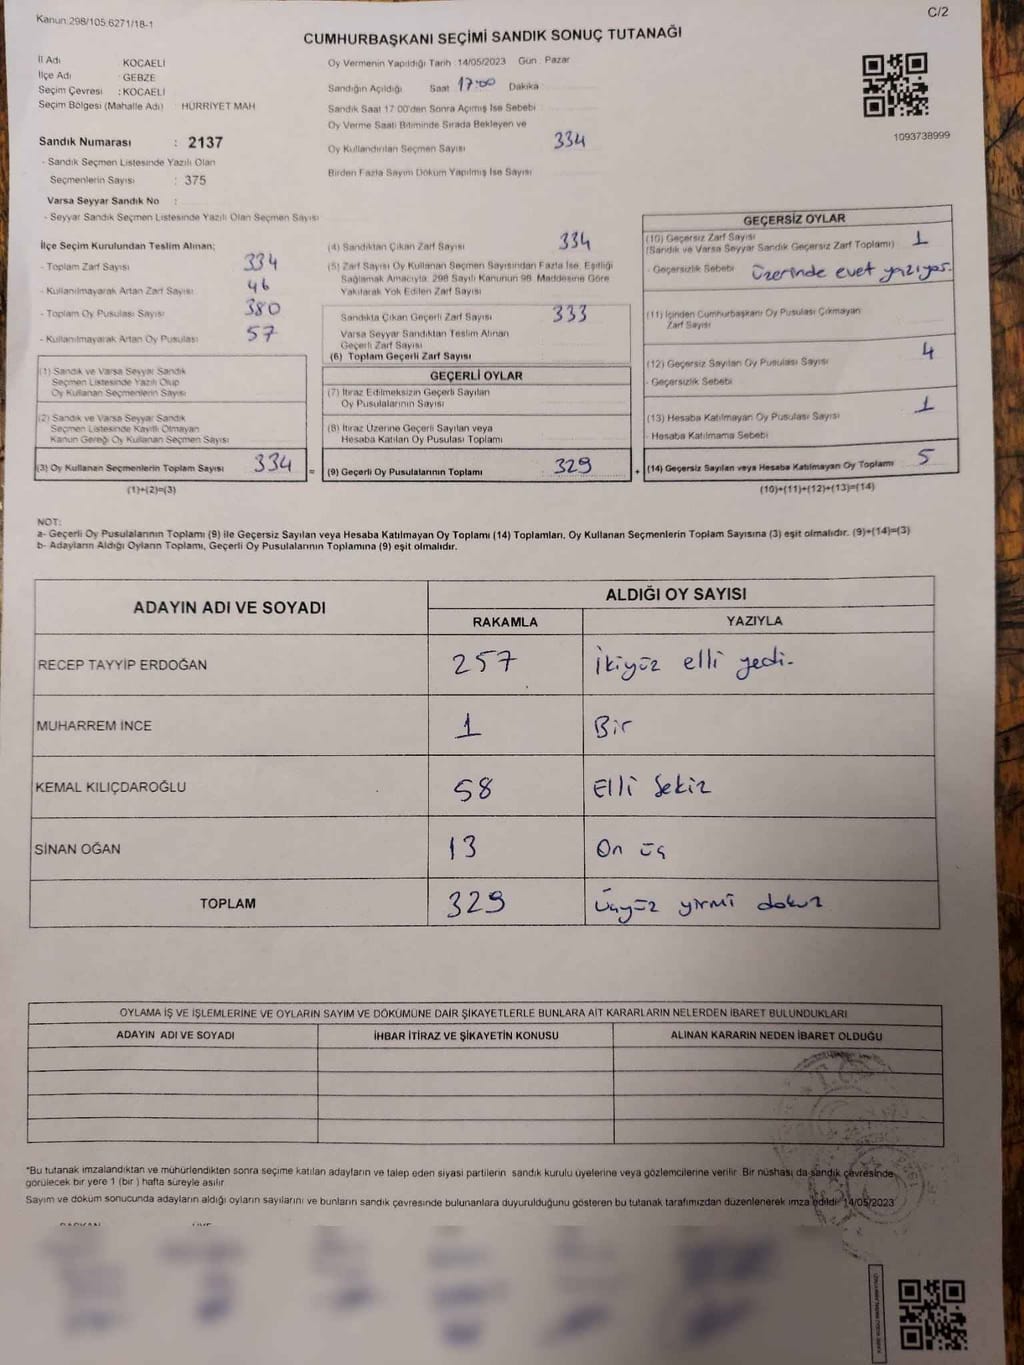 Kanun 298/105.6271/18-1
C/2
CUMHURBAŞKANI SEÇİMİ SANDIK SONUÇ TUTANAĞI
İl Adı KOCAELİ
İlçe Adı : GEBZE
Seçim Çevresi : KOCAELİ
Seçim Bölgesi (Mahalle Adı) HÜRRİYET MAH
Sandık Numarası : 2137
- Sandık Seçmen Listesinde Yazılı Olan
Seçmenlerin Sayısı : 375
Varsa Seyyar Sandık No :
- Seyyar Sandık Seçmen Listesinde Yazılı Olan Seçmen Sayısı
Oy Vermenin Yapıldığı Tarih : 14/05/2023 Gün : Pazar
Sandığın Açıldığı Saat 17:00 Dakika
Sandık Saat 17:00'den Sonra Açılmış İse Sebebi
Oy Verme Saati Bitiminde Sırada Bekleyen ve
Oy Kullandırılan Seçmen Sayısı 334
Birden Fazla Sayım Döküm Yapılmış İse Sayısı
1093738999
İlçe Seçim Kurulundan Teslim Alınan:
- Toplam Zarf Sayısı 334
- Kullanılmayarak Artan Zarf Sayısı 46
- Toplam Oy Pusulası Sayısı 380
- Kullanılmayarak Artan Oy Pusulası 57
(1) Sandık ve Varsa Seyyar Sandık
Seçmen Listesinde Yazılı Olup
Oy Kullanan Seçmenlerin Sayısı
(2) Sandık ve Varsa Seyyar Sandık
Seçmen Listesinde Kayıtlı Olmayan
Kanun Gereği Oy Kullanan Seçmen Sayısı
(3) Oy Kullanan Seçmenlerin Toplam Sayısı 334 =
(1)+(2)=(3)
(4) Sandıktan Çıkan Zarf Sayısı 334
(5) Zarf Sayısı Oy Kullanan Seçmen Sayısından Fazla İse, Eşitliği
Sağlamak Amacıyla, 298 Sayılı Kanunun 98. Maddesine Göre
Yakılarak Yok Edilen Zarf Sayısı
Sandıkta Çıkan Geçerli Zarf Sayısı 333
Varsa Seyyar Sandıktan Teslim Alınan
Geçerli Zarf Sayısı
(6) Toplam Geçerli Zarf Sayısı
GEÇERLİ OYLAR
(7) İtiraz Edilmeksizin Geçerli Sayılan
Oy Pusulalarının Sayısı
(8) İtiraz Üzerine Geçerli Sayılan veya
Hesaba Katılan Oy Pusulası Toplamı
(9) Geçerli Oy Pusulalarının Toplamı 329 +
GEÇERSİZ OYLAR
(10) Geçersiz Zarf Sayısı 1
(Sandık ve Varsa Seyyar Sandık Geçersiz Zarf Toplamı)
- Geçersizlik Sebebi üzerinde evet yazıyor.
(11) İçinden Cumhurbaşkanı Oy Pusulası Çıkmayan
Zarf Sayısı
(12) Geçersiz Sayılan Oy Pusulası Sayısı 4
- Geçersizlik Sebebi
(13) Hesaba Katılmayan Oy Pusulası Sayısı 1
- Hesaba Katılmama Sebebi
(14) Geçersiz Sayılan veya Hesaba Katılmayan Oy Toplamı 5
(10)+(11)+(12)+(13)=(14)
NOT:
a- Geçerli Oy Pusulalarının Toplamı (9) ile Geçersiz Sayılan veya Hesaba Katılmayan Oy Toplamı (14) Toplamları, Oy Kullanan Seçmenlerin Toplam Sayısına (3) eşit olmalıdır. (9)+(14)=(3)
b- Adayların Aldığı Oyların Toplamı, Geçerli Oy Pusulalarının Toplamına (9) eşit olmalıdır.
ADAYIN ADI VE SOYADI ALDIĞI OY SAYISI
RAKAMLA YAZIYLA
RECEP TAYYİP ERDOĞAN 257 İkiyüz elli yedi.
MUHARREM İNCE 1 Bir
KEMAL KILIÇDAROĞLU 58 Elli Sekiz
SİNAN OĞAN 13 On üç
TOPLAM 329 Üçyüz yirmi dokuz
OYLAMA İŞ VE İŞLEMLERİNE VE OYLARIN SAYIM VE DÖKÜMÜNE DAİR ŞİKAYETLERLE BUNLARA AİT KARARLARIN NELERDEN İBARET BULUNDUKLARI
ADAYIN ADI VE SOYADI İHBAR İTİRAZ VE ŞİKAYETİN KONUSU ALINAN KARARIN NEDEN İBARET OLDUĞU
*Bu tutanak imzalandıktan ve mühürlendikten sonra seçime katılan adayların ve talep eden siyasi partilerin sandık kurulu üyelerine veya gözlemcilerine verilir. Bir nüshası da sandık çevresinde
görülecek bir yere 1 (bir) hafta süreyle asılır
Sayım ve döküm sonucunda adayların aldığı oyların sayılarını ve bunların sandık çevresinde bulunanlara duyurulduğunu gösteren bu tutanak tarafımızdan düzenlenerek imza edildi. 14/05/2023
BAŞKAN ÜYE